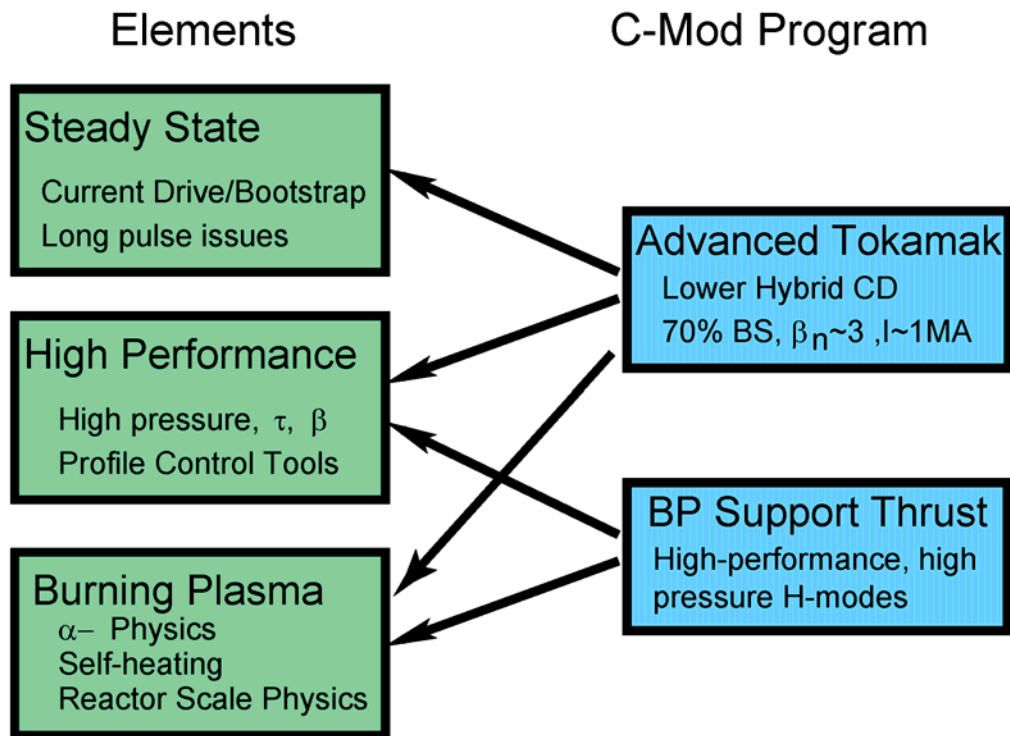 Elements
C-Mod Program
Steady State
Current Drive/Bootstrap
Long pulse issues
High Performance
High pressure, τ, β
Profile Control Tools
Burning Plasma
α– Physics
Self-heating
Reactor Scale Physics
Advanced Tokamak
Lower Hybrid CD
70% BS, βn~3 ,I~1MA
BP Support Thrust
High-performance, high
pressure H-modes